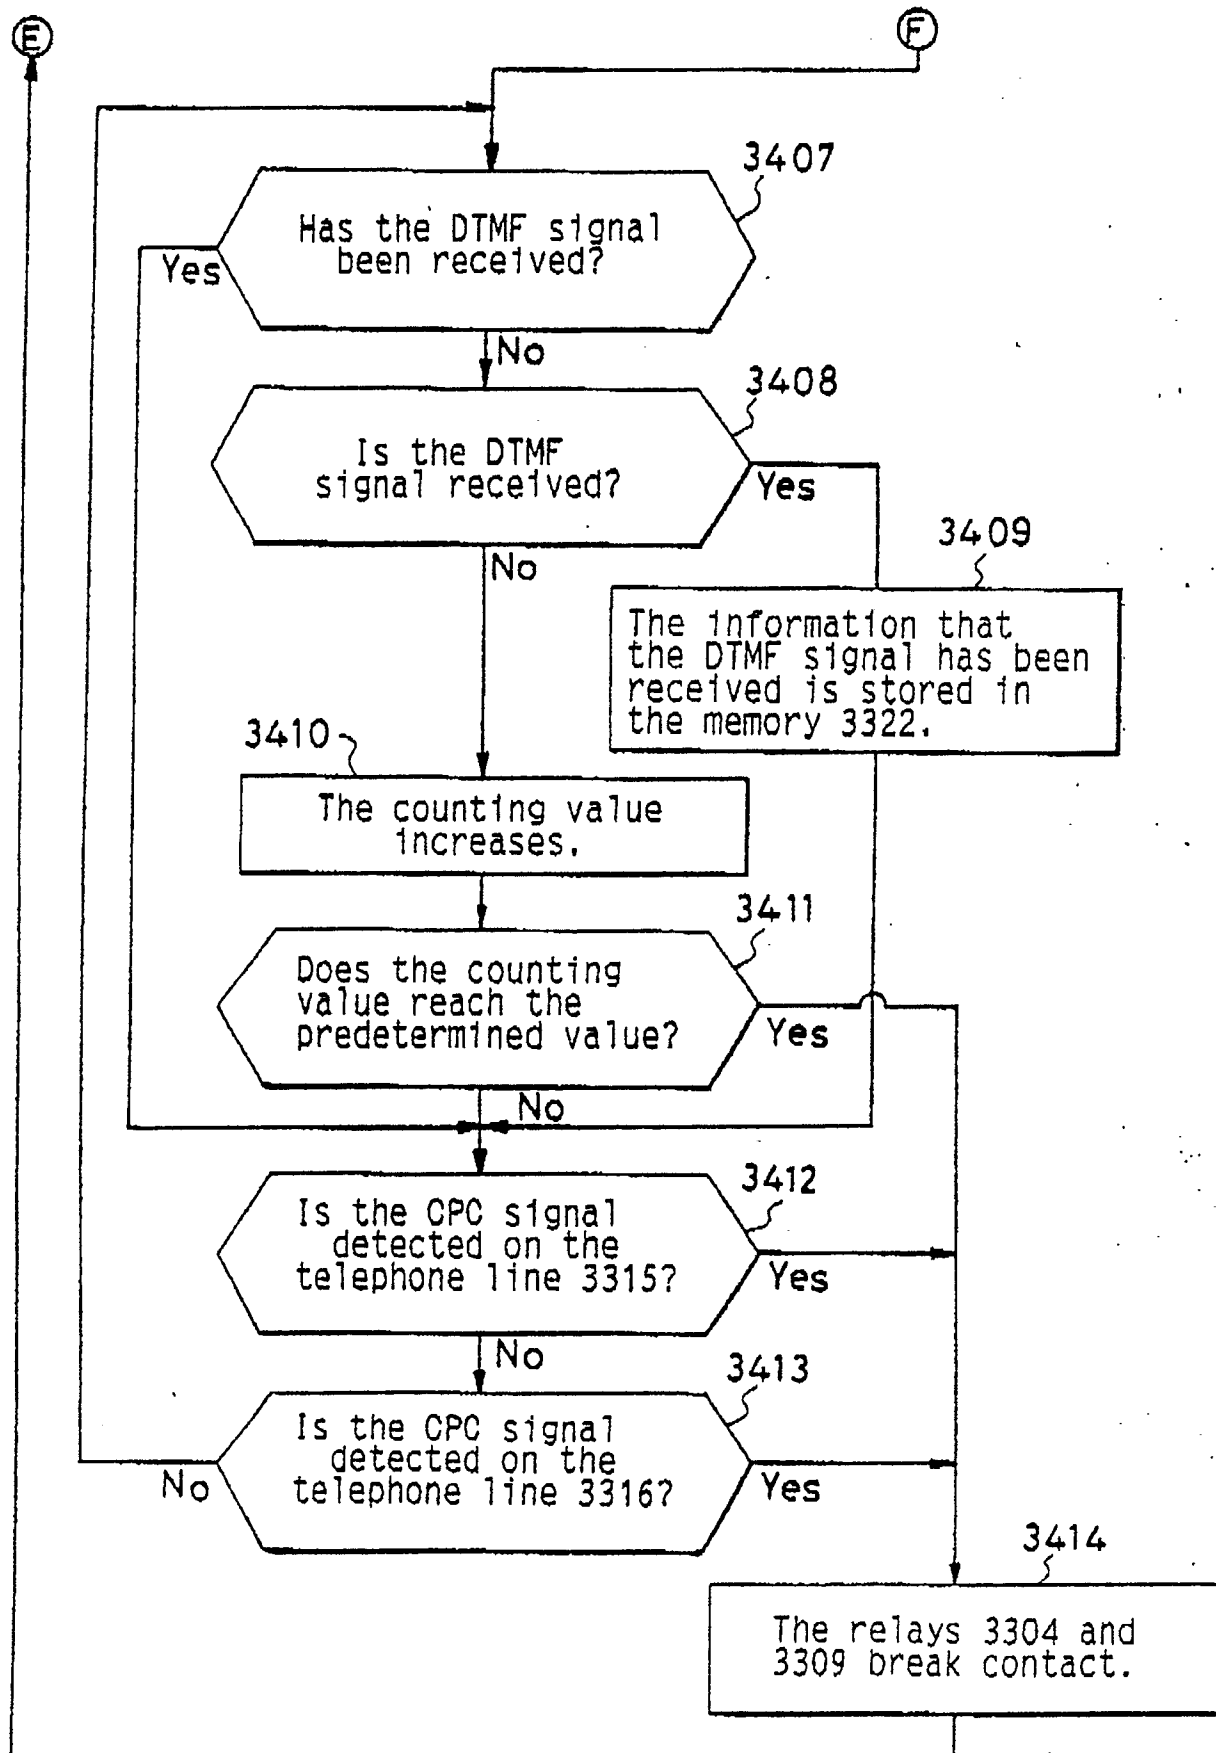 E
F
3407
Has the DTMF signal
been received?
Yes
No
3408
Is the DTMF
signal received?
Yes
No
3409
The information that
the DTMF signal has been
received is stored in
the memory 3322.
3410
The counting value
increases.
3411
Does the counting
value reach the
predetermined value?
Yes
No
3412
Is the CPC signal
detected on the
telephone line 3315?
Yes
No
3413
Is the CPC signal
detected on the
telephone line 3316?
No
Yes
3414
The relays 3304 and
3309 break contact.